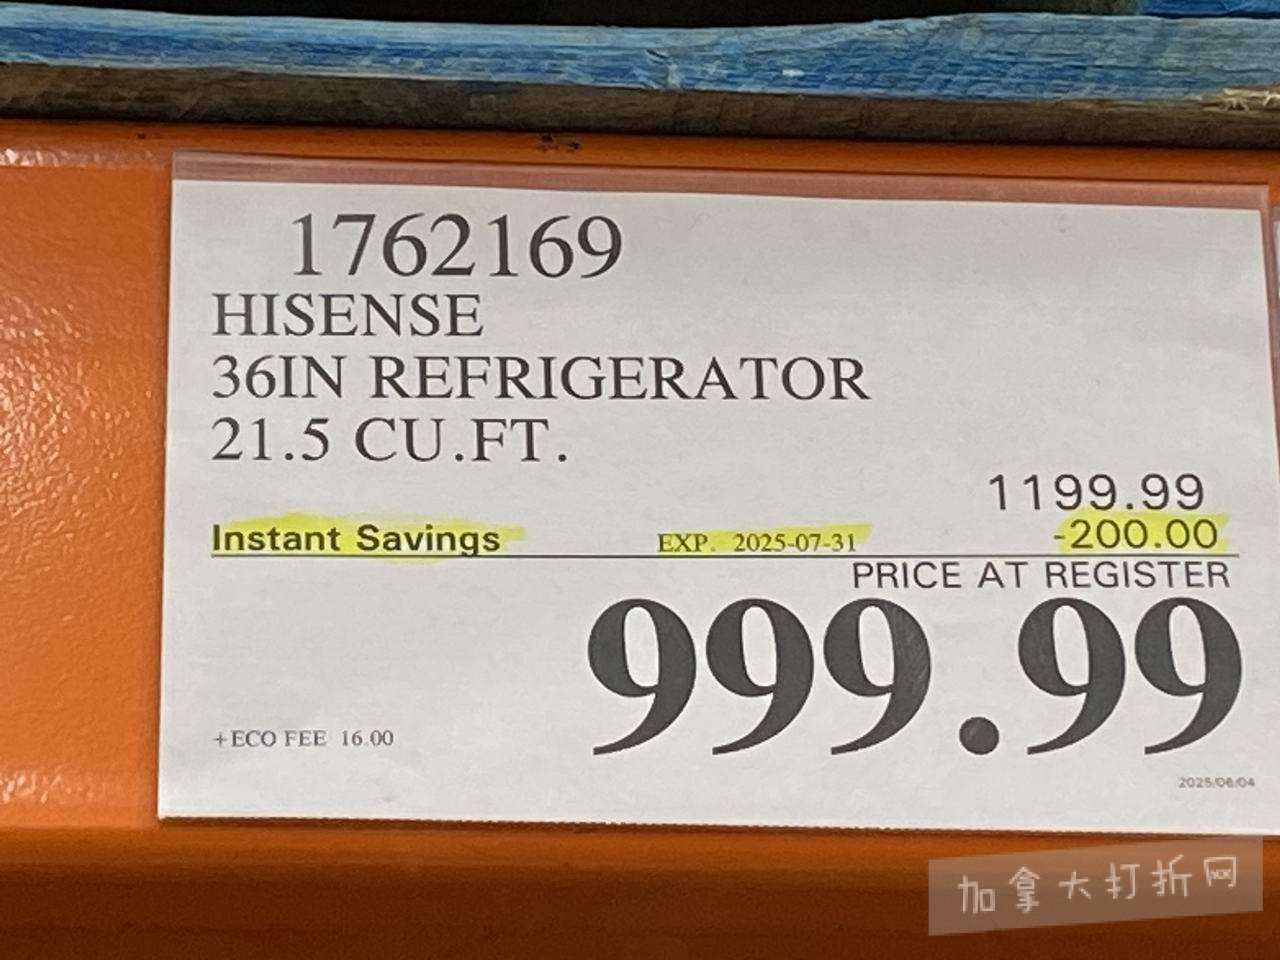 1762169
HISENSE
36IN REFRIGERATOR
21.5 CU.FT.
1199.99
Instant Savings EXP. 2025-07-31 -200.00
PRICE AT REGISTER
999.99
+ECO FEE 16.00
2025/06/04
加拿大打折网